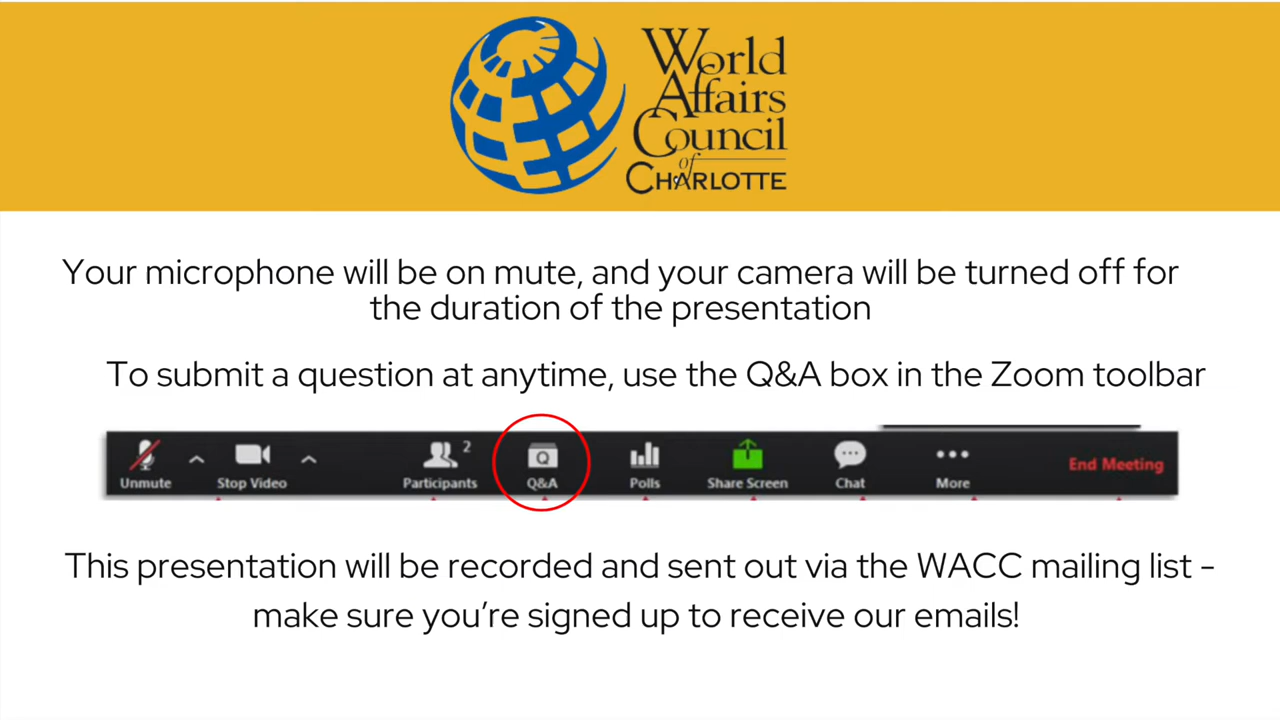 World
Affairs
Council
of
CHARLOTTE
Your microphone will be on mute, and your camera will be turned off for
the duration of the presentation
To submit a question at anytime, use the Q&A box in the Zoom toolbar
2
Q
Unmute Stop Video Participants Q&A Polls Share Screen Chat More End Meeting
This presentation will be recorded and sent out via the WACC mailing list -
make sure you're signed up to receive our emails!